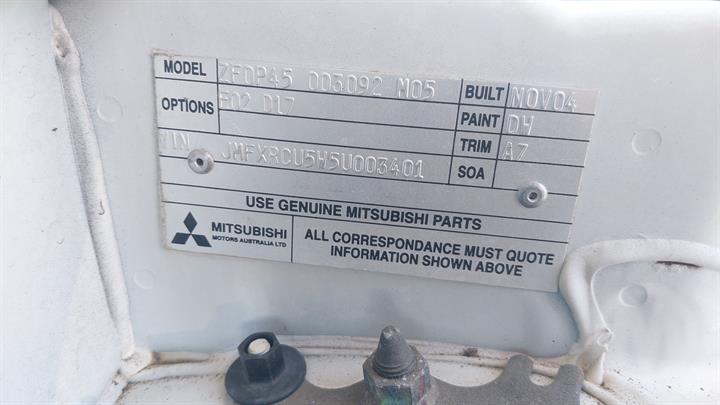 MODEL ZF0P45 003092 M05 BUILT NOV04
OPTIONS E02 D17 PAINT DH
VIN JMFXRCU5H5U003401 TRIM A7
SOA
USE GENUINE MITSUBISHI PARTS
MITSUBISHI
MOTORS AUSTRALIA LTD
ALL CORRESPONDANCE MUST QUOTE
INFORMATION SHOWN ABOVE